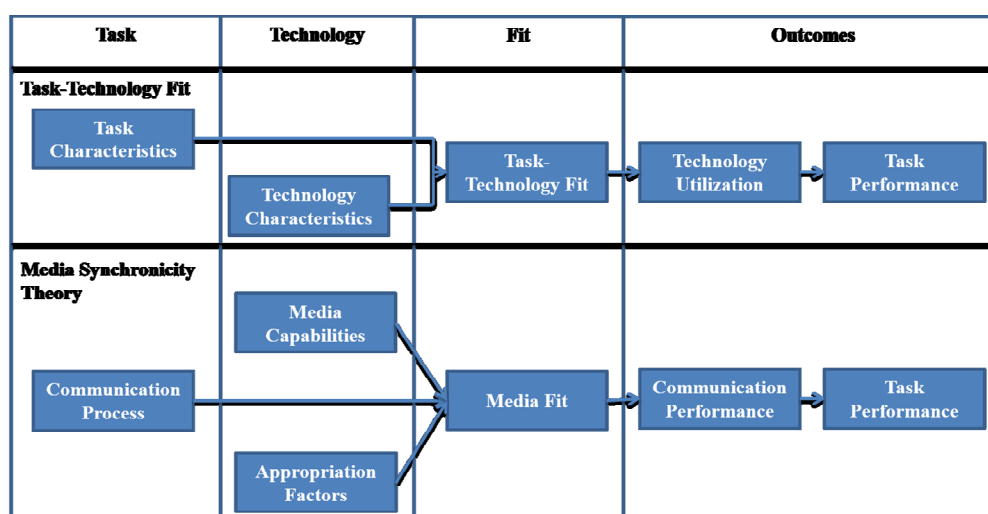 Task
Technology
Fit
Outcomes
Task-Technology Fit
Task
Characteristics
Technology
Characteristics
Task-
Technology Fit
Technology
Utilization
Task
Performance
Media Synchronicity
Theory
Media
Capabilities
Communication
Process
Appropriation
Factors
Media Fit
Communication
Performance
Task
Performance